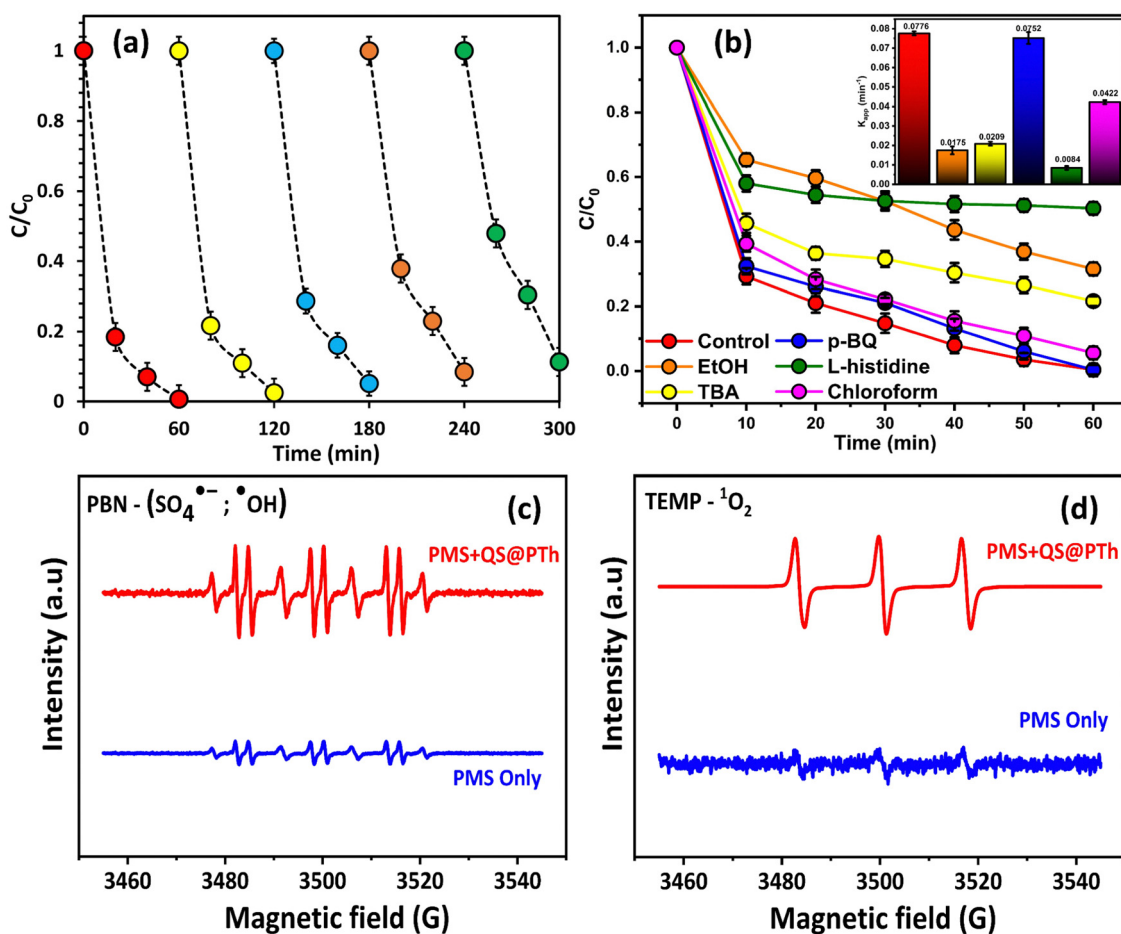 (a)
C/C0
1
0.8
0.6
0.4
0.2
0
0 60 120 180 240 300
Time (min)
(b)
C/C0
1.0
0.8
0.6
0.4
0.2
0.0
0 10 20 30 40 50 60
Time (min)
Control
EtOH
TBA
p-BQ
L-histidine
Chloroform
Kapp (min-1)
0.09
0.08
0.07
0.06
0.05
0.04
0.03
0.02
0.01
0.00
0.0776
0.0175
0.0209
0.0752
0.0084
0.0422
PBN - (SO4•− ; •OH)
(c)
PMS+QS@PTh
PMS Only
Intensity (a.u)
3460 3480 3500 3520 3540
Magnetic field (G)
TEMP - 1O2
(d)
PMS+QS@PTh
PMS Only
Intensity (a.u)
3460 3480 3500 3520 3540
Magnetic field (G)